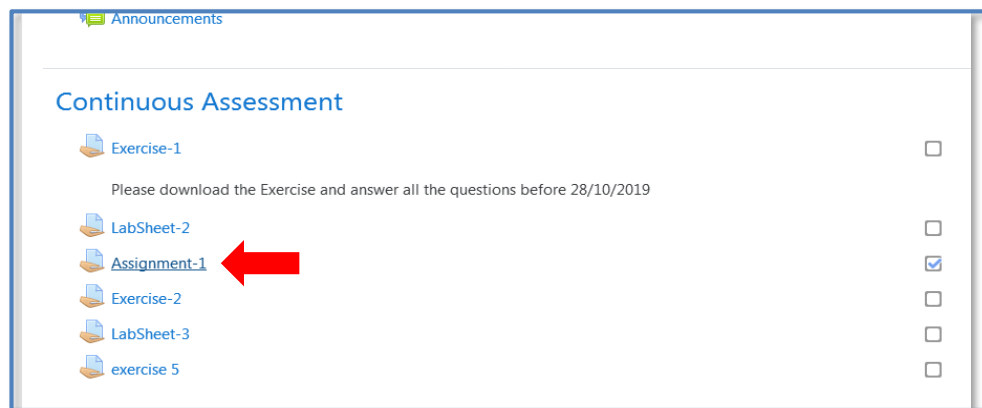 Announcements
Continuous Assessment
Exercise-1
Please download the Exercise and answer all the questions before 28/10/2019
LabSheet-2
Assignment-1
Exercise-2
LabSheet-3
exercise 5